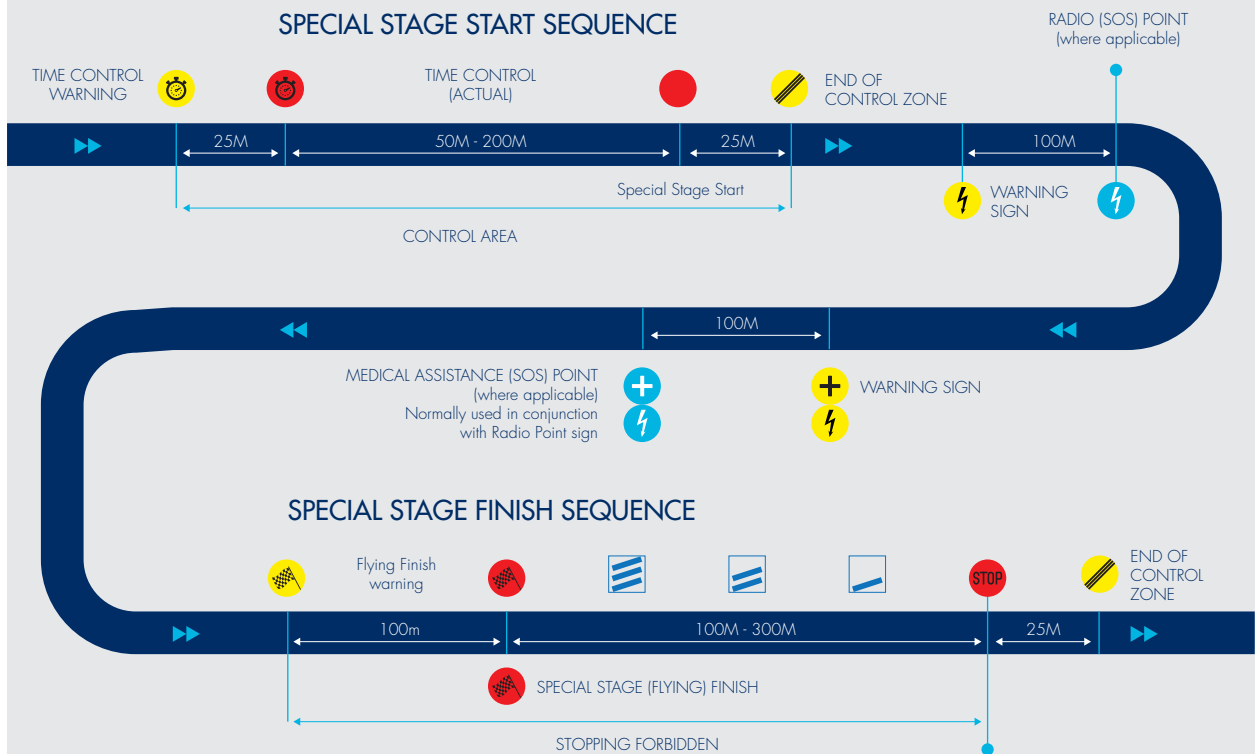 SPECIAL STAGE START SEQUENCE
RADIO (SOS) POINT
(where applicable)
TIME CONTROL
WARNING
TIME CONTROL
(ACTUAL)
END OF
CONTROL ZONE
25M
50M - 200M
25M
100M
Special Stage Start
WARNING
SIGN
CONTROL AREA
100M
MEDICAL ASSISTANCE (SOS) POINT
(where applicable)
Normally used in conjunction
with Radio Point sign
WARNING SIGN
SPECIAL STAGE FINISH SEQUENCE
Flying Finish
warning
STOP
END OF
CONTROL
ZONE
100m
100M - 300M
25M
SPECIAL STAGE (FLYING) FINISH
STOPPING FORBIDDEN